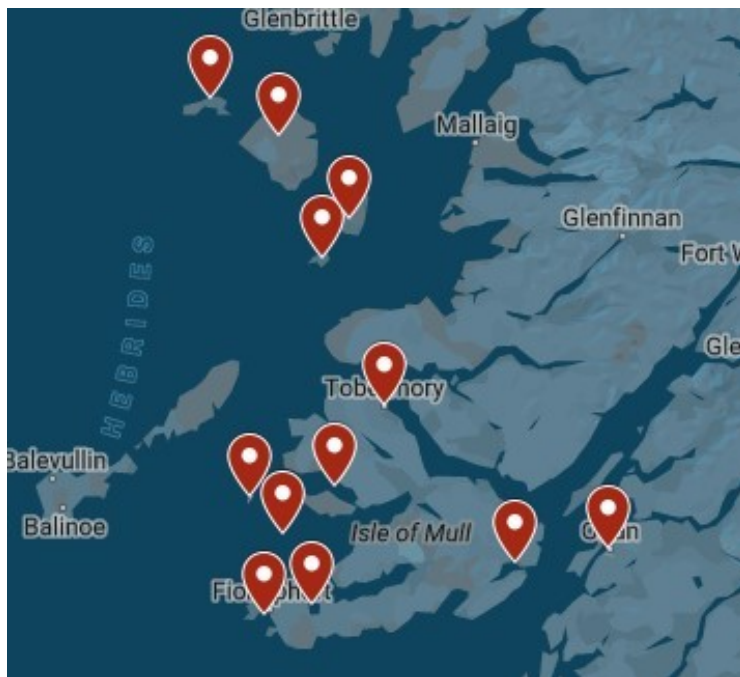 Glenbrittle
Mallaig
Glenfinnan
Fort W
HEBRIDES
Gle
Tobermory
Balevullin
Balinoe
Isle of Mull